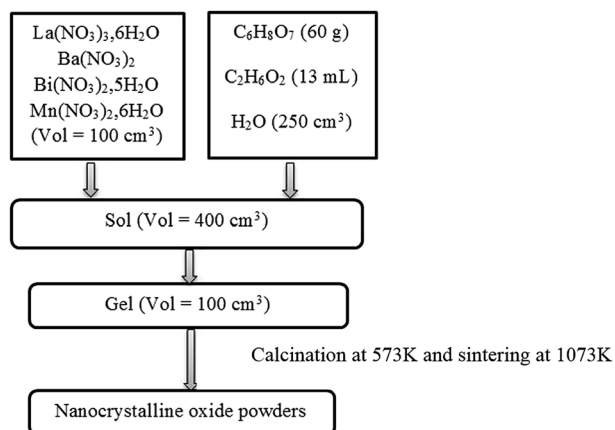 La(NO₃)₃,6H₂O
Ba(NO₃)₂
Bi(NO₃)₂,5H₂O
Mn(NO₃)₂,6H₂O
(Vol = 100 cm³)
C₆H₈O₇ (60 g)
C₂H₆O₂ (13 mL)
H₂O (250 cm³)
Sol (Vol = 400 cm³)
Gel (Vol = 100 cm³)
Calcination at 573K and sintering at 1073K
Nanocrystalline oxide powders